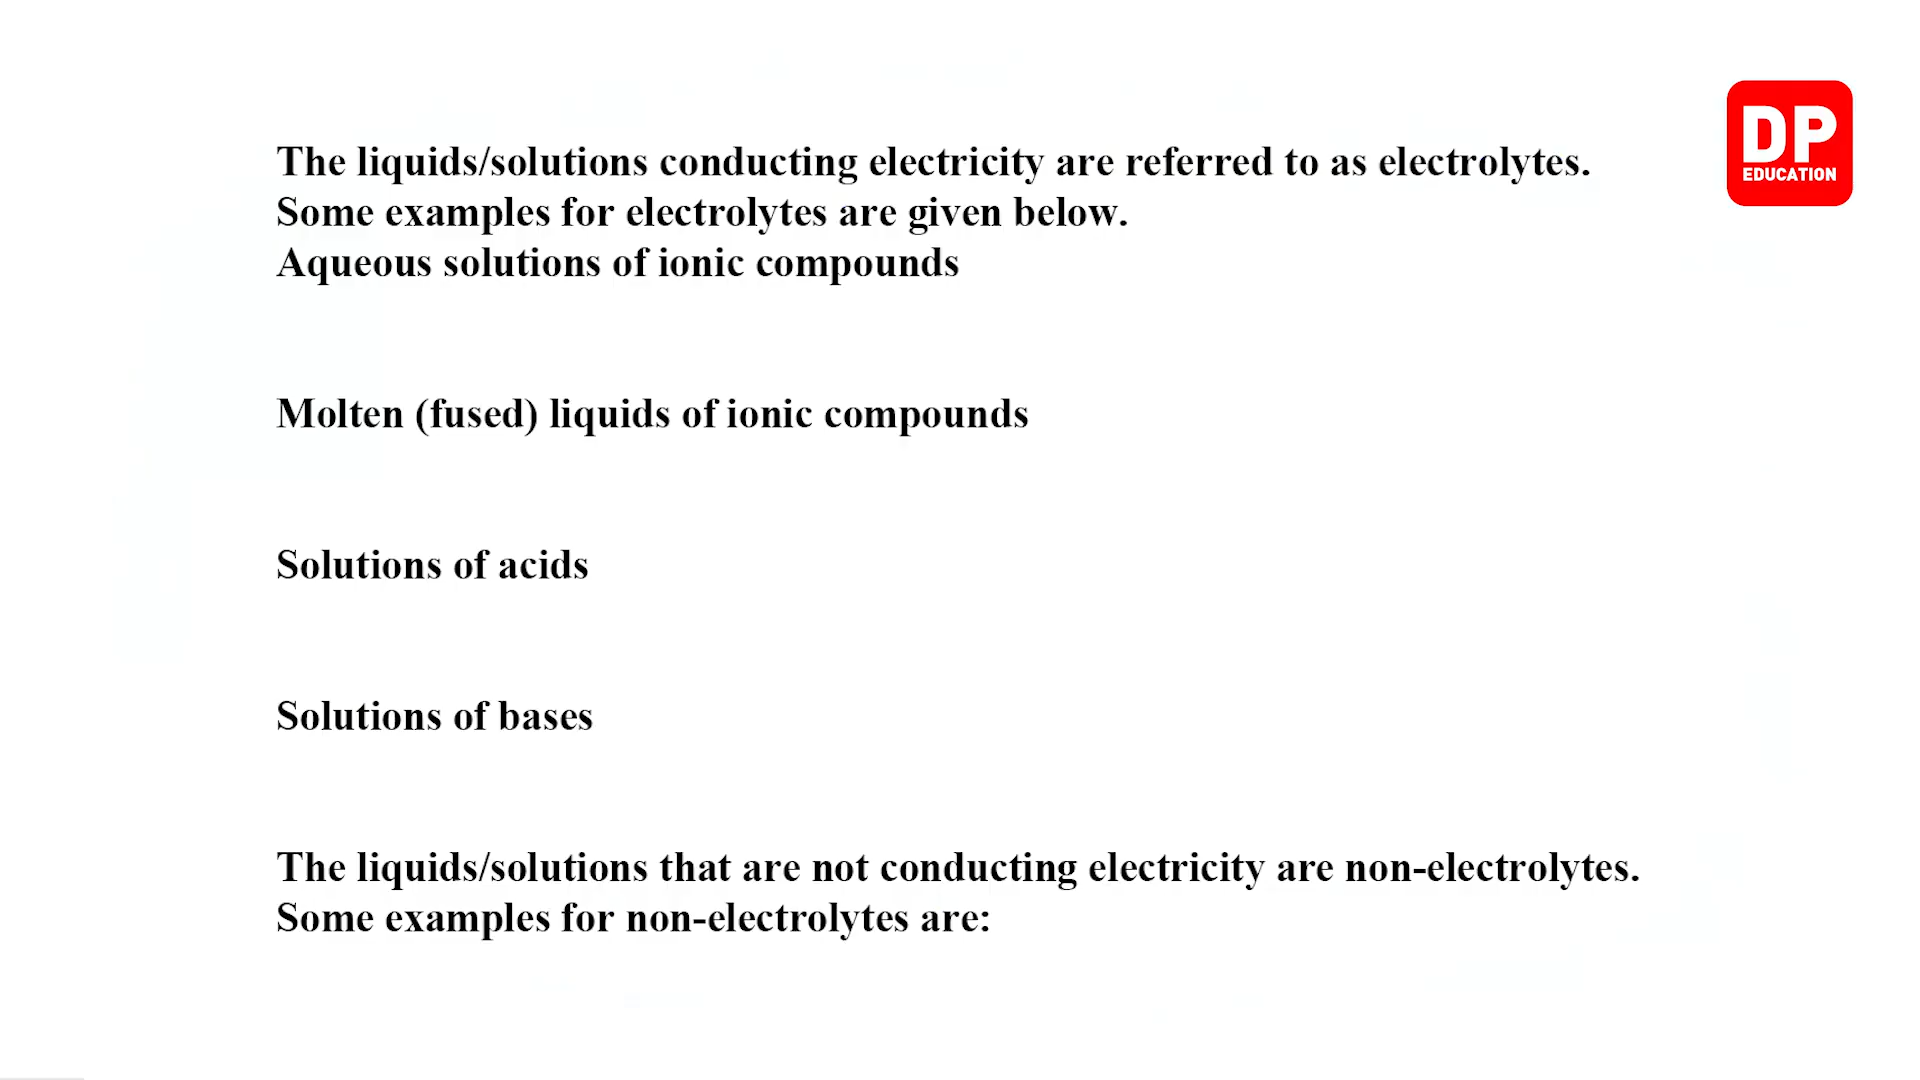 DP
EDUCATION
The liquids/solutions conducting electricity are referred to as electrolytes.
Some examples for electrolytes are given below.
Aqueous solutions of ionic compounds
Molten (fused) liquids of ionic compounds
Solutions of acids
Solutions of bases
The liquids/solutions that are not conducting electricity are non-electrolytes.
Some examples for non-electrolytes are: